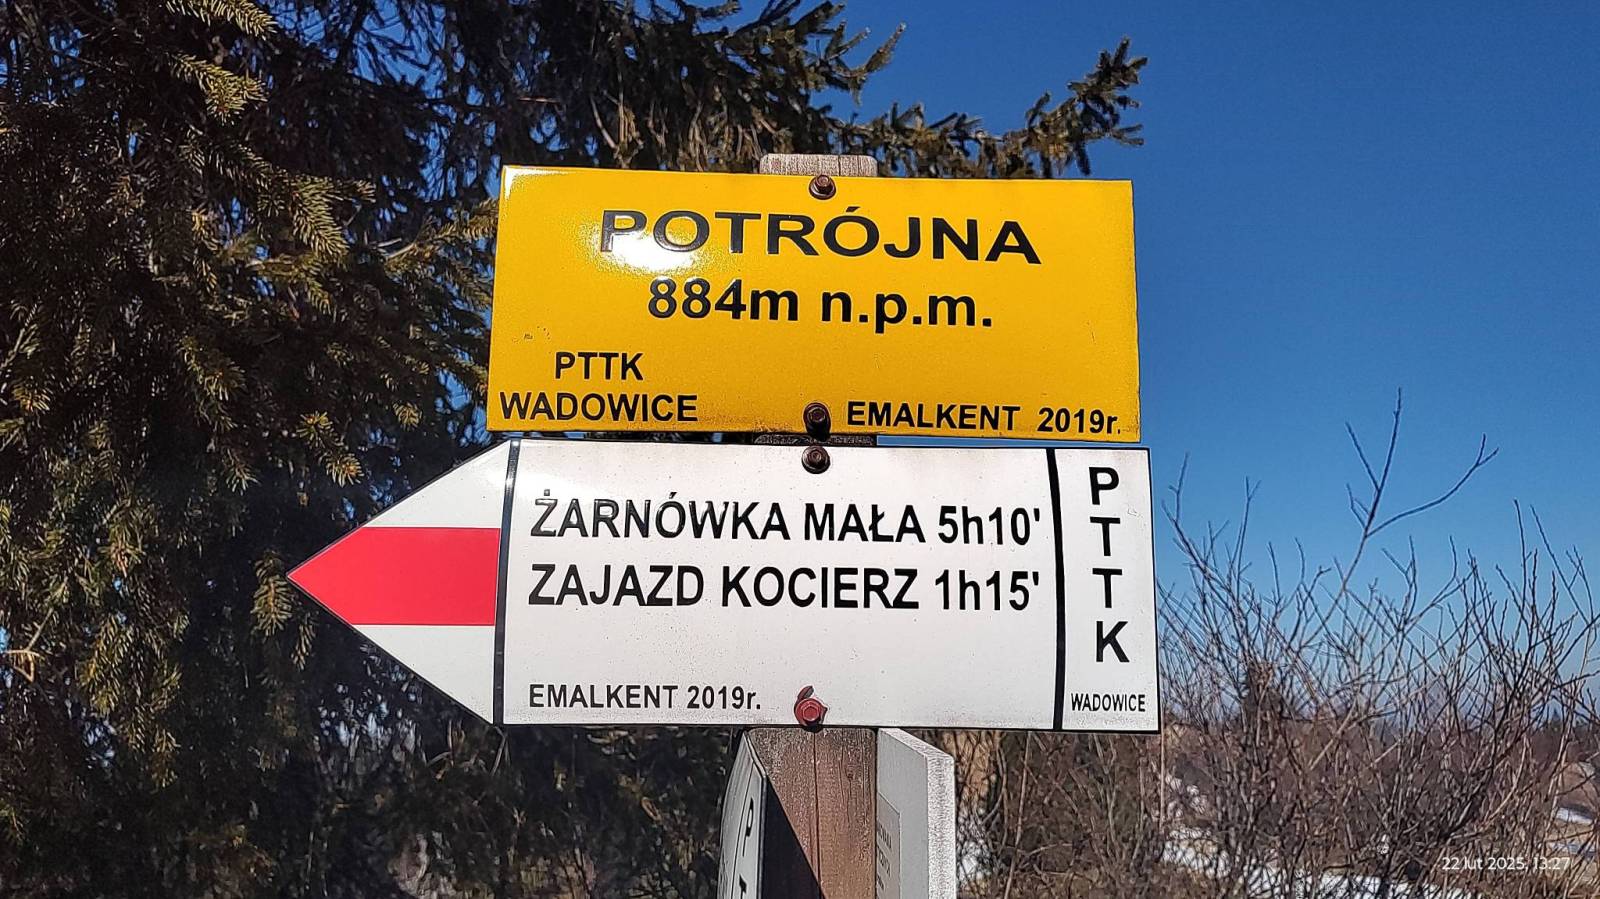 POTRÓJNA
884m n.p.m.
PTTK
WADOWICE
EMALKENT 2019r.
ŻARNÓWKA MAŁA 5h10'
ZAJAZD KOCIERZ 1h15'
EMALKENT 2019r.
PTTK
WADOWICE
PT
22 lut 2025, 13:27